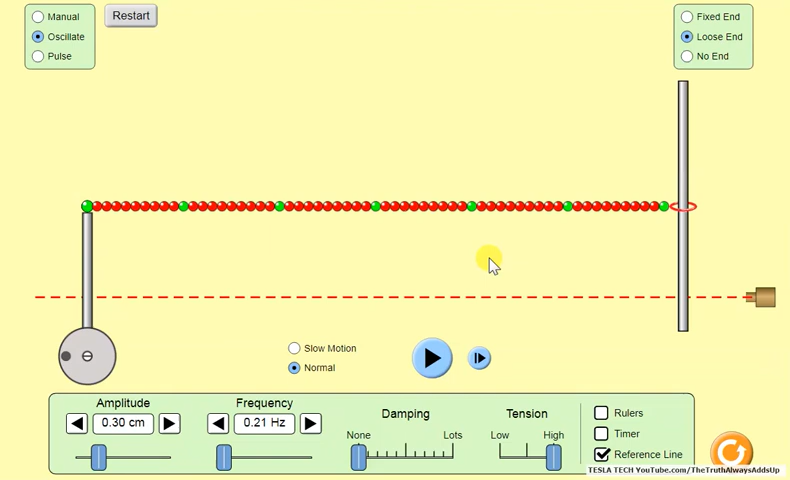 Manual
Oscillate
Pulse
Restart
Fixed End
Loose End
No End
Slow Motion
Normal
Amplitude
0.30 cm
Frequency
0.21 Hz
Damping
None
Lots
Tension
Low
High
Rulers
Timer
Reference Line
TESLA TECH YouTube.com/TheTruthAlwaysAddsUp